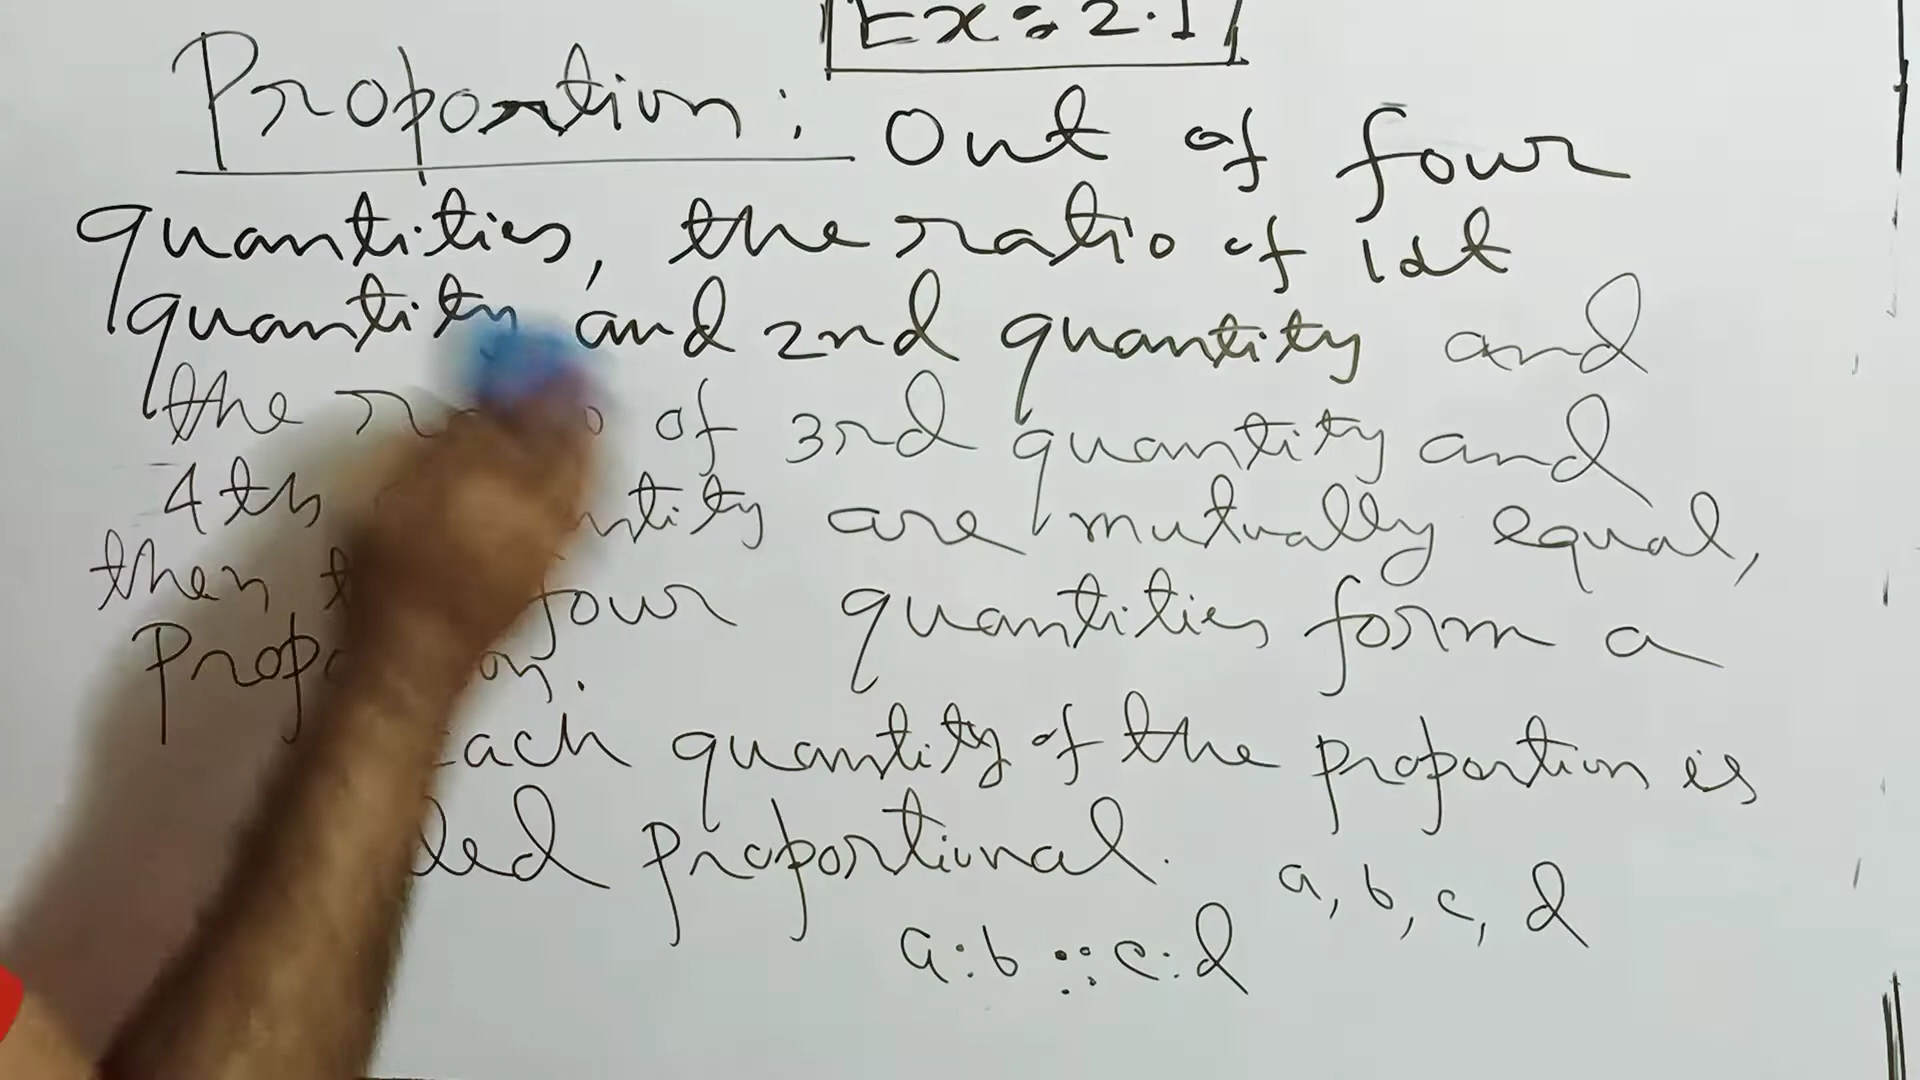 Ex = 2.1
Proportion: Out of four
quantities, the ratio of 1st
quantity and 2nd quantity and
the of 3rd quantity and
4th are mutually equal,
then four quantities form a
quantity of the proportion is
proportional.
a, b, c, d
a:b :: c:d